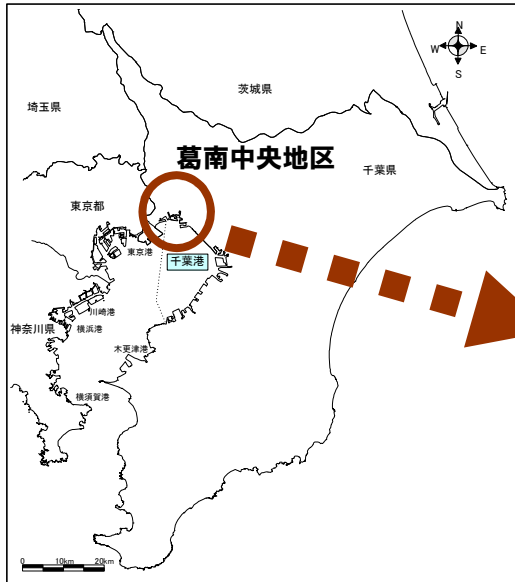 N
W
E
S
茨城県
埼玉県
葛南中央地区
千葉県
東京都
東京港
千葉港
川崎港
神奈川県
横浜港
木更津港
横須賀港
0 10km 20km